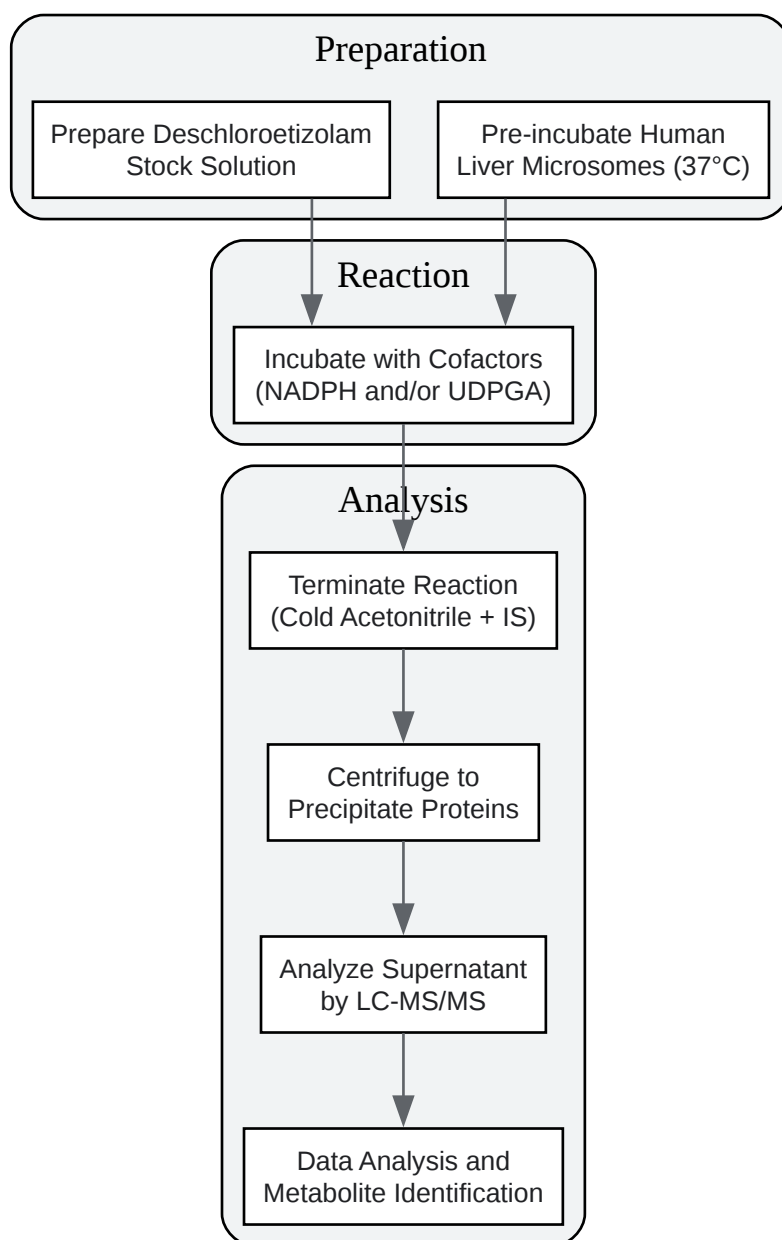 Preparation
Prepare Deschloroetizolam
Stock Solution
Pre-incubate Human
Liver Microsomes (37°C)
Reaction
Incubate with Cofactors
(NADPH and/or UDPGA)
Analysis
Terminate Reaction
(Cold Acetonitrile + IS)
Centrifuge to
Precipitate Proteins
Analyze Supernatant
by LC-MS/MS
Data Analysis and
Metabolite Identification